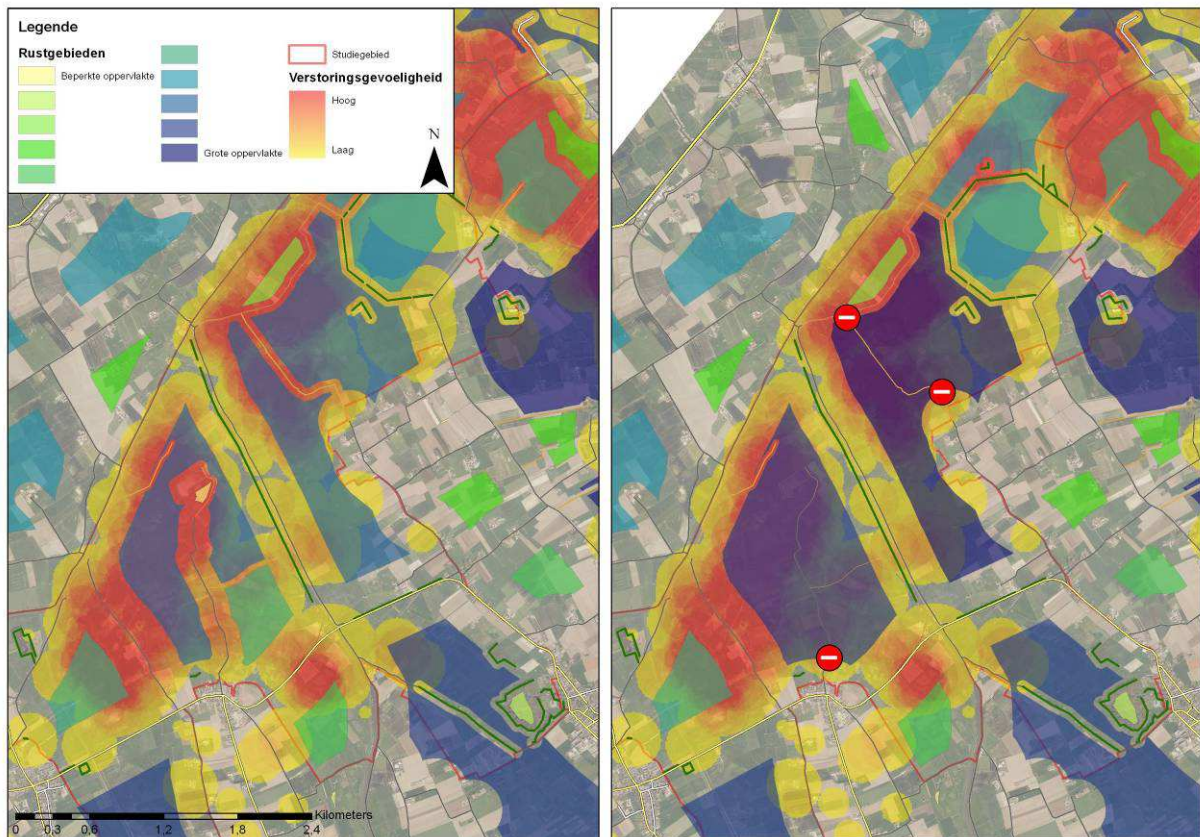 Legende
Rustgebieden
Beperkte oppervlakte
Grote oppervlakte
Studiegebied
Verstoringsgevoeligheid
Hoog
Laag
N
Kilometers
0 0,3 0,6 1,2 1,8 2,4